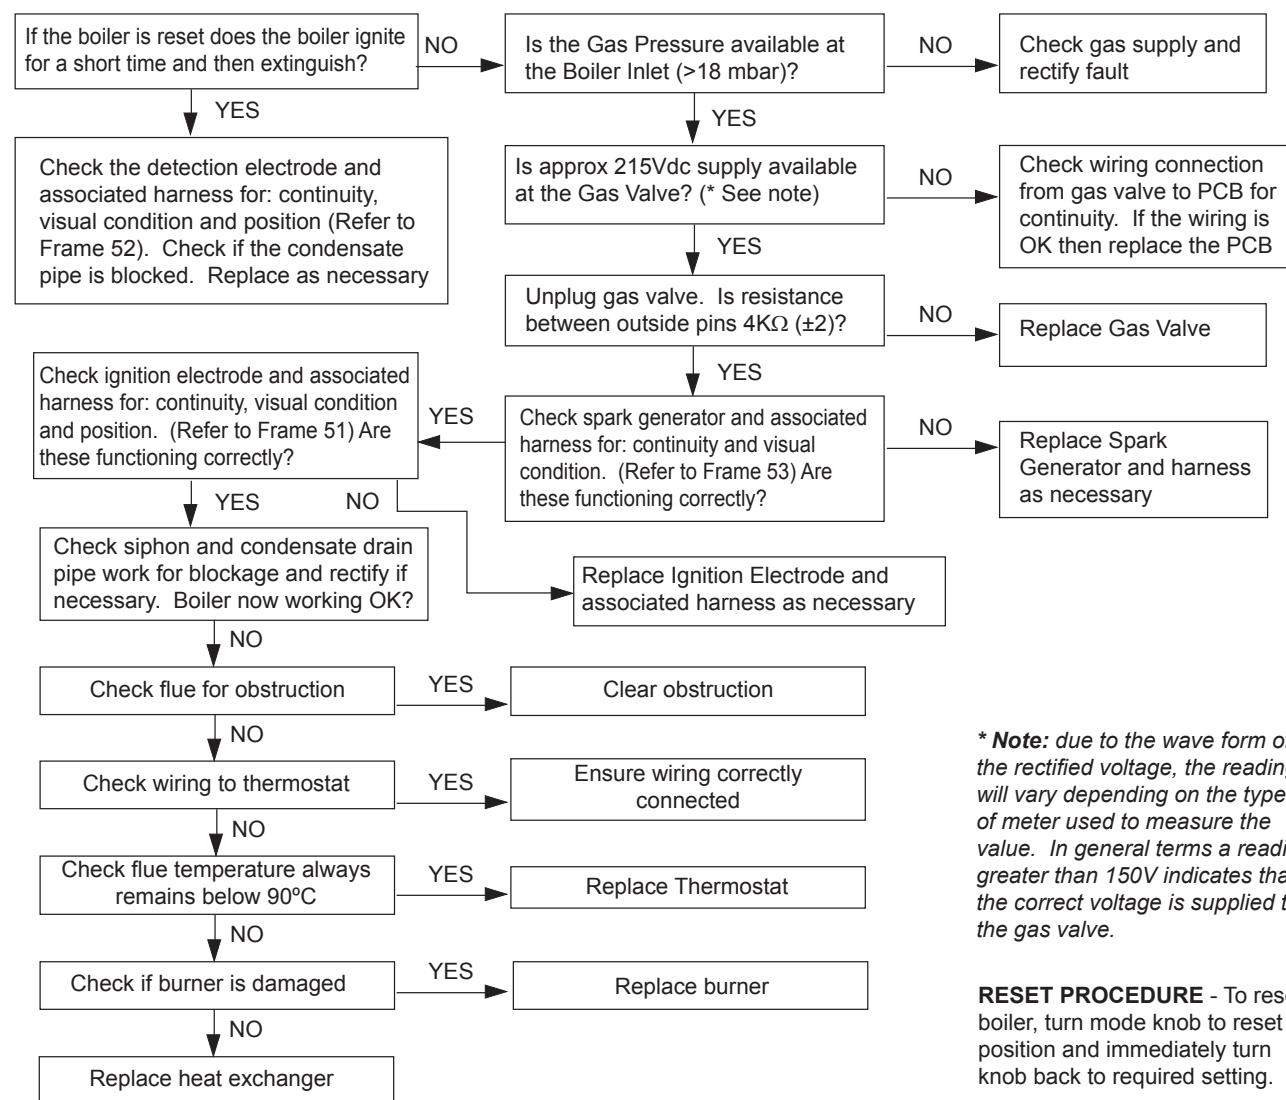 If the boiler is reset does the boiler ignite
for a short time and then extinguish?
NO
Is the Gas Pressure available at
the Boiler Inlet (>18 mbar)?
NO
Check gas supply and
rectify fault
YES
YES
Check the detection electrode and
associated harness for: continuity,
visual condition and position (Refer to
Frame 52).  Check if the condensate
pipe is blocked.  Replace as necessary
Is approx 215Vdc supply available
at the Gas Valve? (* See note)
NO
Check wiring connection
from gas valve to PCB for
continuity.  If the wiring is
OK then replace the PCB
YES
Unplug gas valve.  Is resistance
between outside pins 4KΩ (±2)?
NO
Replace Gas Valve
YES
Check spark generator and associated
harness for: continuity and visual
condition.  (Refer to Frame 53) Are
these functioning correctly?
NO
Replace Spark
Generator and harness
as necessary
YES
Check ignition electrode and associated
harness for: continuity, visual condition
and position.  (Refer to Frame 51) Are
these functioning correctly?
YES
NO
Replace Ignition Electrode and
associated harness as necessary
Check siphon and condensate drain
pipe work for blockage and rectify if
necessary.  Boiler now working OK?
NO
Check flue for obstruction
YES
Clear obstruction
NO
Check wiring to thermostat
YES
Ensure wiring correctly
connected
NO
Check flue temperature always
remains below 90ºC
YES
Replace Thermostat
NO
Check if burner is damaged
YES
Replace burner
NO
Replace heat exchanger
* Note: due to the wave form
the rectified voltage, the
will vary depending on the type
of meter used to measure the
value.  In general terms a
greater than 150V indicates
the correct voltage is supplied
the gas valve.
RESET PROCEDURE - To
boiler, turn mode knob to reset
position and immediately turn
knob back to required setting.